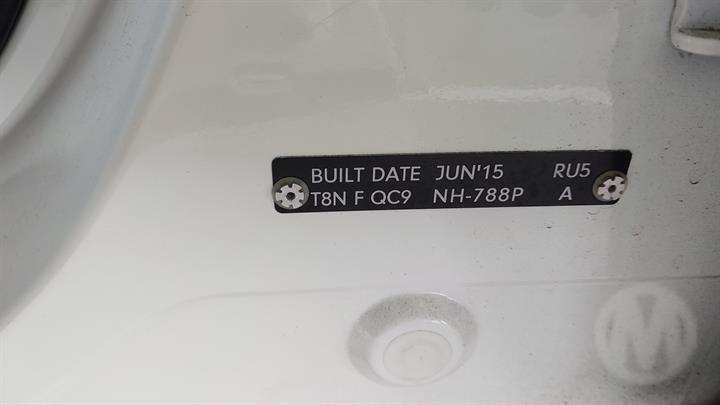 BUILT DATE JUN'15 RU5
T8N F QC9 NH-788P A
M